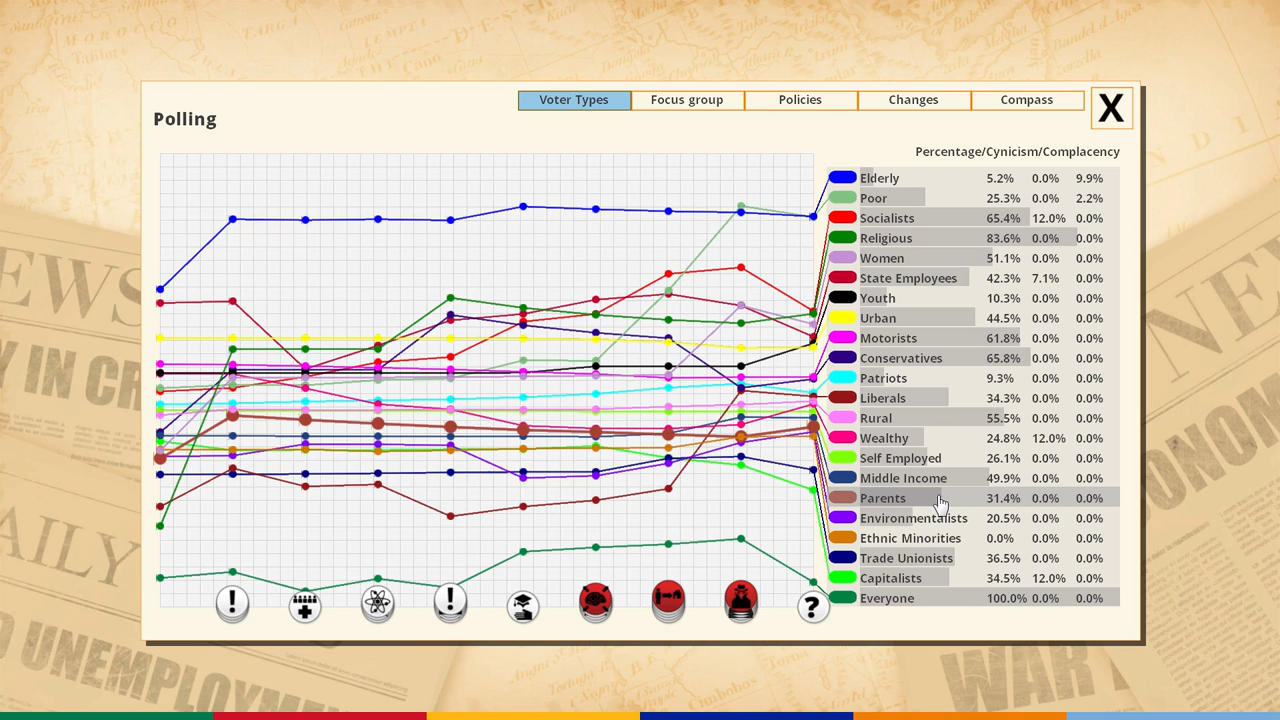 Voter Types Focus group Policies Changes Compass X
Polling
Percentage/Cynicism/Complacency
Elderly 5.2% 0.0% 9.9%
Poor 25.3% 0.0% 2.2%
Socialists 65.4% 12.0% 0.0%
Religious 83.6% 0.0% 0.0%
Women 51.1% 0.0% 0.0%
State Employees 42.3% 7.1% 0.0%
Youth 10.3% 0.0% 0.0%
Urban 44.5% 0.0% 0.0%
Motorists 61.8% 0.0% 0.0%
Conservatives 65.8% 0.0% 0.0%
Patriots 9.3% 0.0% 0.0%
Liberals 34.3% 0.0% 0.0%
Rural 55.5% 0.0% 0.0%
Wealthy 24.8% 12.0% 0.0%
Self Employed 26.1% 0.0% 0.0%
Middle Income 49.9% 0.0% 0.0%
Parents 31.4% 0.0% 0.0%
Environmentalists 20.5% 0.0% 0.0%
Ethnic Minorities 0.0% 0.0% 0.0%
Trade Unionists 36.5% 0.0% 0.0%
Capitalists 34.5% 12.0% 0.0%
Everyone 100.0% 0.0% 0.0%
! ! ?
NEWS
DAILY
UNEMPLOYM
WAR